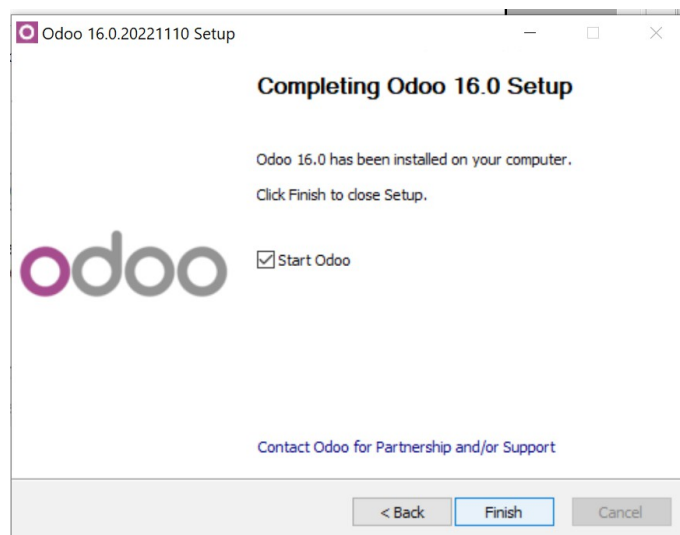 Odoo 16.0.20221110 Setup
Completing Odoo 16.0 Setup
Odoo 16.0 has been installed on your computer.
Click Finish to close Setup.
odoo
Start Odoo
Contact Odoo for Partnership and/or Support
< Back
Finish
Cancel